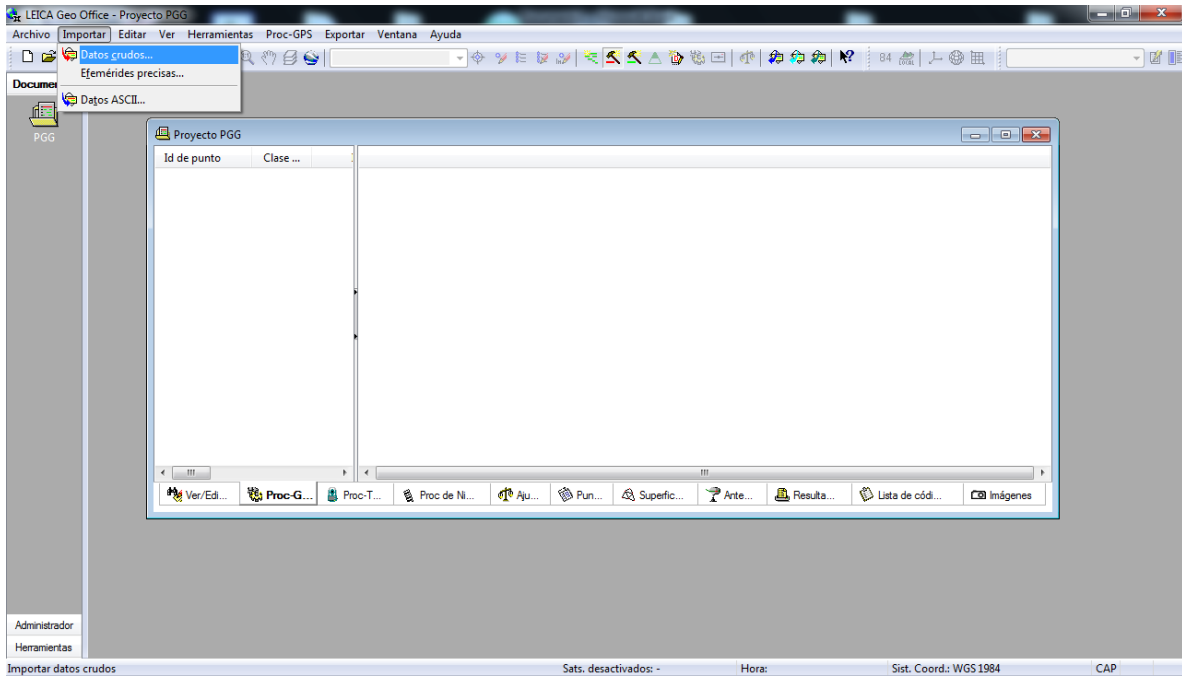 LEICA Geo Office - Proyecto PGG
Archivo Importar Editar Ver Herramientas Proc-GPS Exportar Ventana Ayuda
Datos crudos...
Efemérides precisas...
Datos ASCII...
84 LOCAL
PGG
Proyecto PGG
Id de punto Clase ...
Ver/Edi... Proc-G... Proc-T... Proc de Ni... Aju... Pun... Superfic... Ante... Resulta... Lista de códi... Imágenes
Administrador
Herramientas
Importar datos crudos Sats. desactivados: - Hora: Sist. Coord.: WGS 1984 CAP